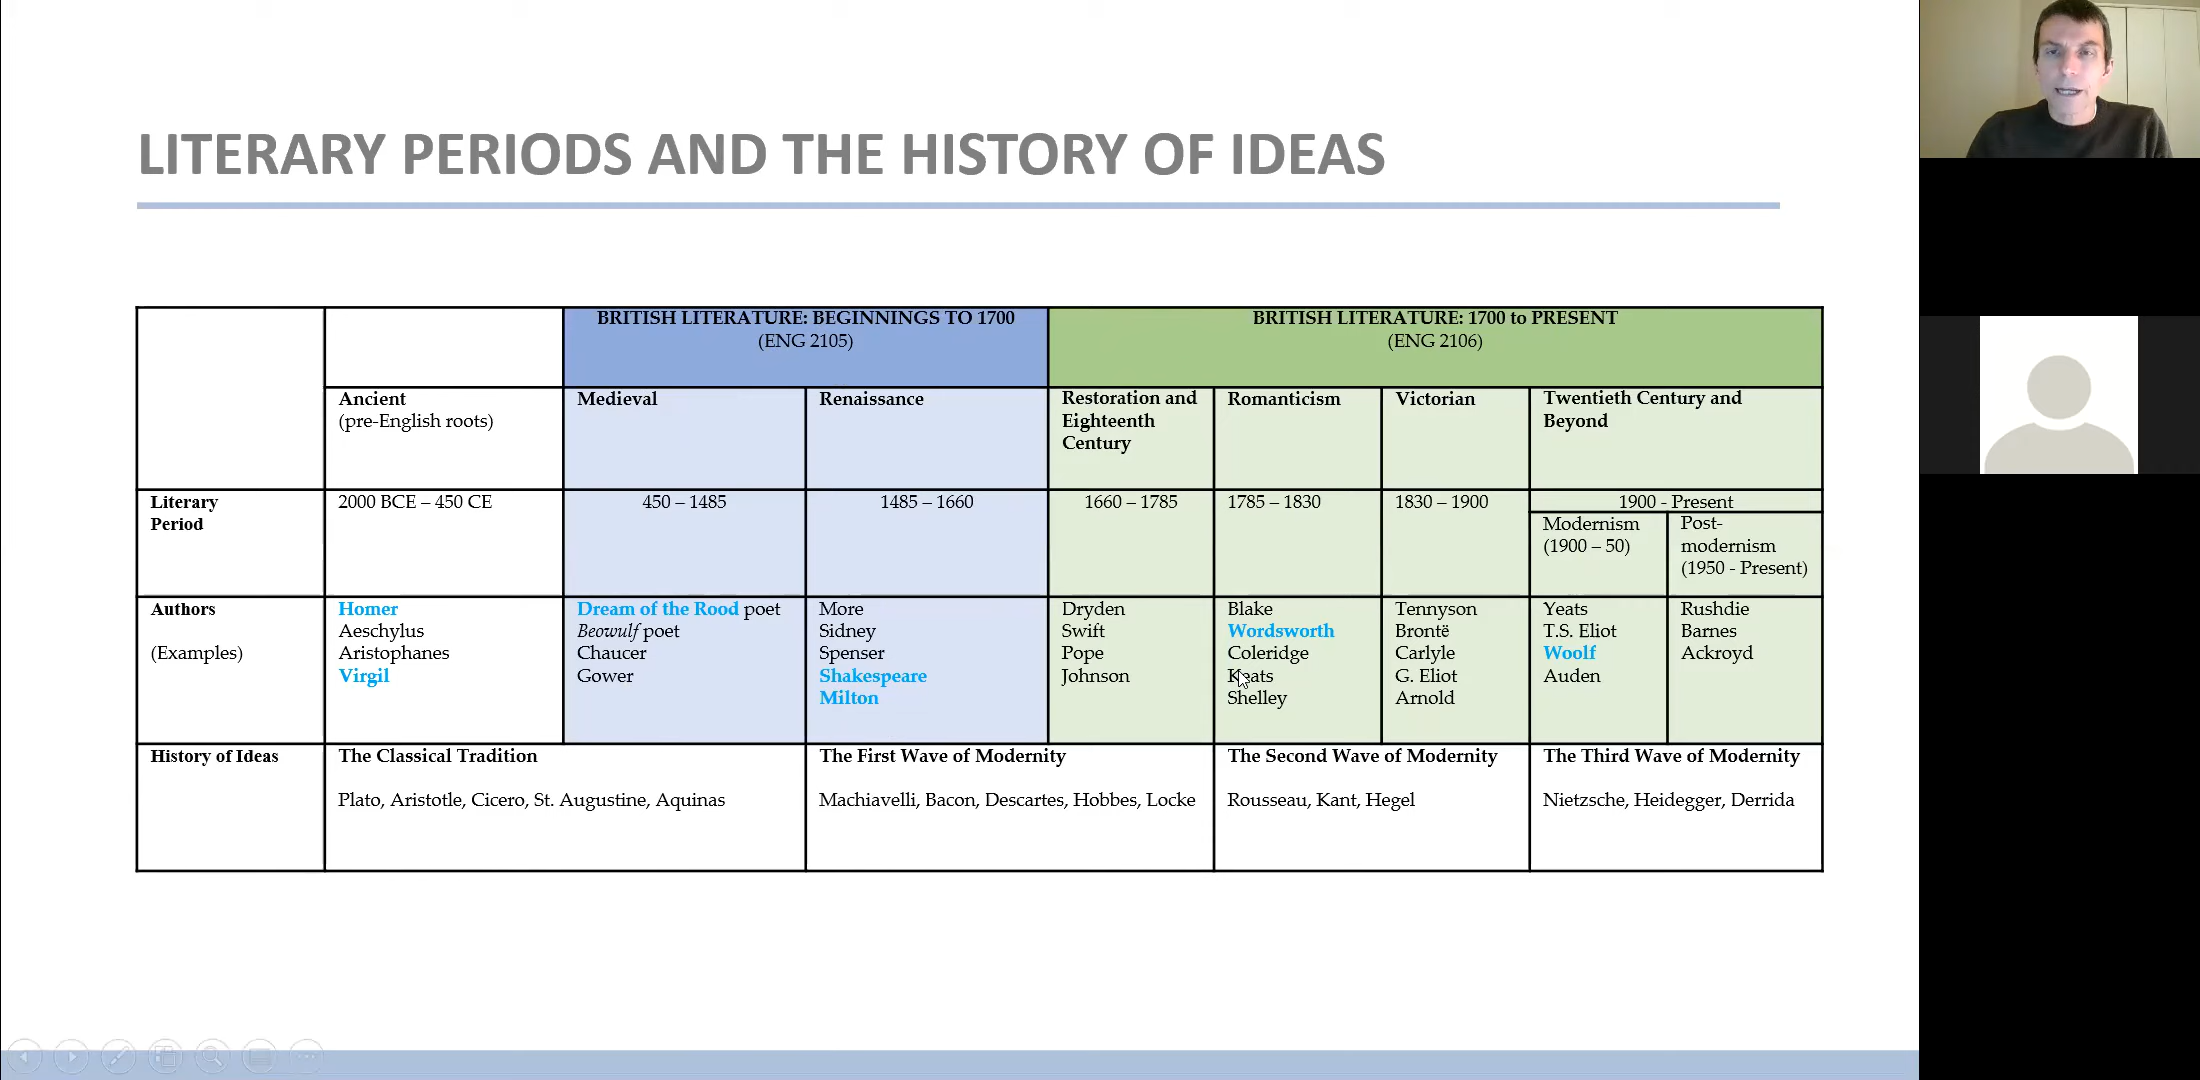 LITERARY PERIODS AND THE HISTORY OF IDEAS
BRITISH LITERATURE: BEGINNINGS TO 1700
(ENG 2105)
BRITISH LITERATURE: 1700 to PRESENT
(ENG 2106)
Ancient
(pre-English roots)
Medieval
Renaissance
Restoration and
Eighteenth
Century
Romanticism
Victorian
Twentieth Century and
Beyond
Literary
Period
2000 BCE – 450 CE
450 – 1485
1485 – 1660
1660 – 1785
1785 – 1830
1830 – 1900
1900 - Present
Modernism
(1900 – 50)
Post-
modernism
(1950 - Present)
Authors
(Examples)
Homer
Aeschylus
Aristophanes
Virgil
Dream of the Rood poet
Beowulf poet
Chaucer
Gower
More
Sidney
Spenser
Shakespeare
Milton
Dryden
Swift
Pope
Johnson
Blake
Wordsworth
Coleridge
Keats
Shelley
Tennyson
Brontë
Carlyle
G. Eliot
Arnold
Yeats
T.S. Eliot
Woolf
Auden
Rushdie
Barnes
Ackroyd
History of Ideas
The Classical Tradition
Plato, Aristotle, Cicero, St. Augustine, Aquinas
The First Wave of Modernity
Machiavelli, Bacon, Descartes, Hobbes, Locke
The Second Wave of Modernity
Rousseau, Kant, Hegel
The Third Wave of Modernity
Nietzsche, Heidegger, Derrida